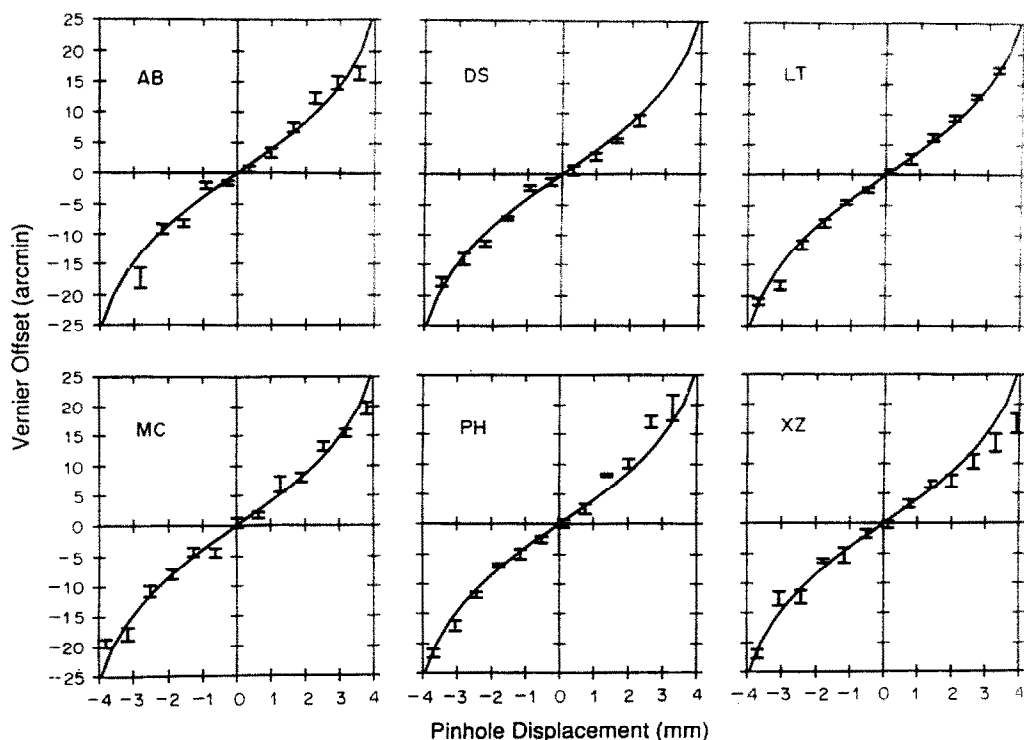 25
20
15
10
5
0
-5
-10
-15
-20
-25
AB
DS
LT
25
20
15
10
5
0
-5
-10
-15
-20
-25
MC
PH
XZ
-4 -3 -2 -1 0 1 2 3 4
-4 -3 -2 -1 0 1 2 3 4
-4 -3 -2 -1 0 1 2 3 4
Vernier Offset (arcmin)
Pinhole Displacement (mm)